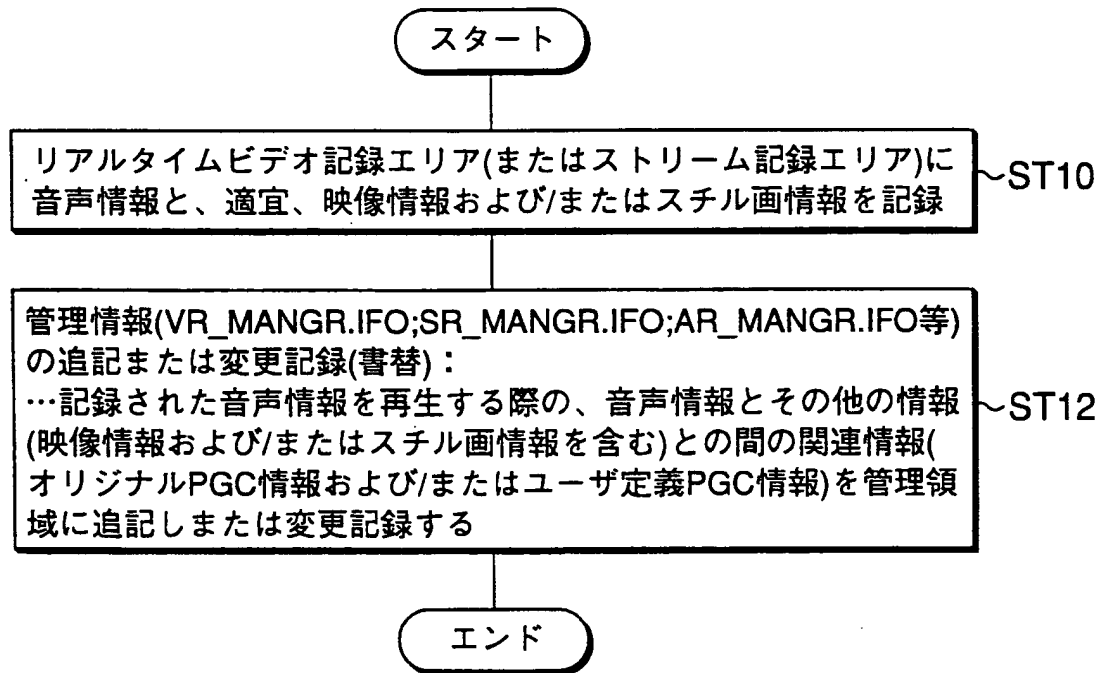 スタート
リアルタイムビデオ記録エリア(またはストリーム記録エリア)に
音声情報と、適宜、映像情報および/またはスチル画情報を記録
~ST10
管理情報(VR_MANGR.IFO;SR_MANGR.IFO;AR_MANGR.IFO等)
の追記または変更記録(書替)：
…記録された音声情報を再生する際の、音声情報とその他の情報
(映像情報および/またはスチル画情報を含む)との間の関連情報(
オリジナルPGC情報および/またはユーザ定義PGC情報)を管理領
域に追記しまたは変更記録する
~ST12
エンド